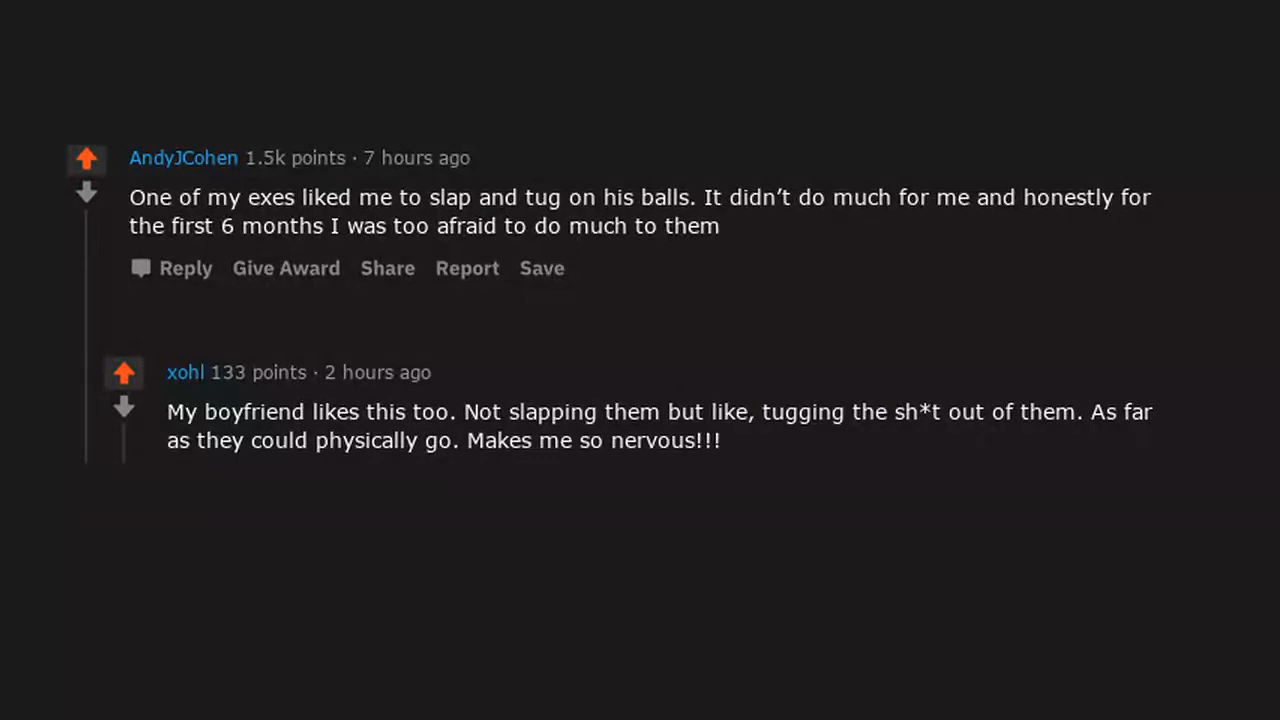 AndyJCohen 1.5k points · 7 hours ago
One of my exes liked me to slap and tug on his balls. It didn’t do much for me and honestly for
the first 6 months I was too afraid to do much to them
Reply Give Award Share Report Save
xohl 133 points · 2 hours ago
My boyfriend likes this too. Not slapping them but like, tugging the sh*t out of them. As far
as they could physically go. Makes me so nervous!!!